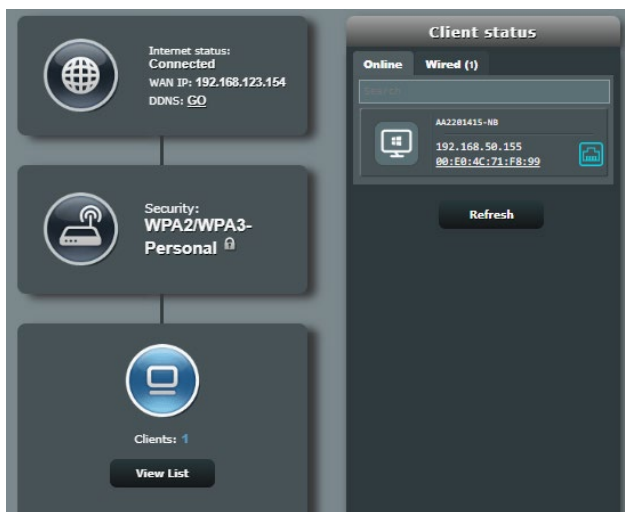 Internet status:
Connected
WAN IP: 192.168.123.154
DDNS: GO
Security:
WPA2/WPA3-
Personal
Clients: 1
View List
Client status
Online Wired (1)
Search
AA2201415-NB
192.168.50.155
00:E0:4C:71:F8:99
Refresh